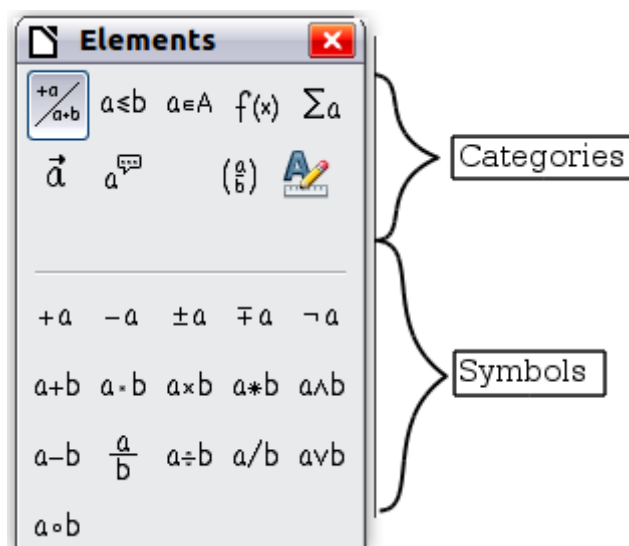 Elements
+a/a+b a≤b a∈A f(x) Σa
a⃗ a (a/b) A
Categories
+a −a ±a ∓a ¬a
a+b a·b a×b a∗b a∧b
Symbols
a−b a/b a÷b a/b a∨b
a∘b